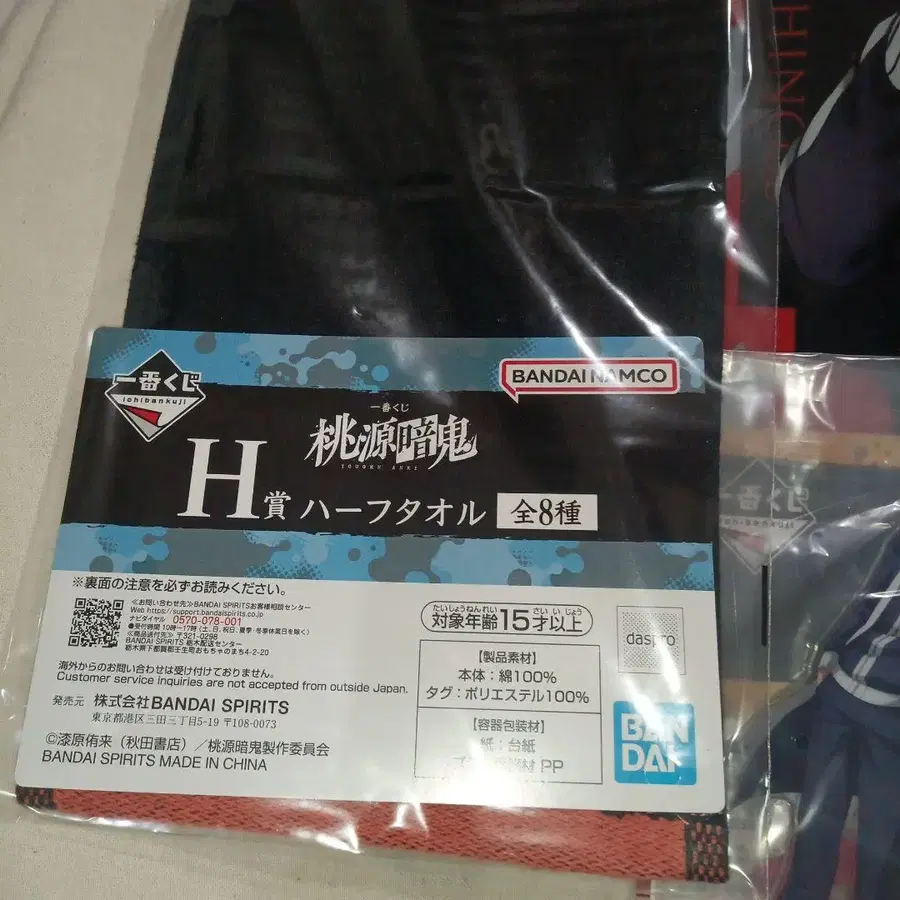 一番くじ
ichibankuji
BANDAI NAMCO
一番くじ
桃源暗鬼
TOUGEN ANKI
H賞 ハーフタオル 全8種
※裏面の注意を必ずお読みください。
≪お問い合わせ先≫BANDAI SPIRITSお客様相談センター
Web https://support.bandaispirits.co.jp
ナビダイヤル 0570-078-001
●受付時間 10時~17時(土、日、祝日、夏季・冬季休業日を除く)
≪商品送付先≫〒321-0298
BANDAI SPIRITS 栃木配送センター
栃木県下都賀郡壬生町おもちゃのまち4-2-20
海外からのお問い合わせは受け付けておりません。
Customer service inquiries are not accepted from outside Japan.
発売元 株式会社BANDAI SPIRITS
東京都港区三田三丁目5-19 〒108-0073
©漆原侑来(秋田書店)/桃源暗鬼製作委員会
BANDAI SPIRITS MADE IN CHINA
たいしょうねんれい さい いじょう
対象年齢15才以上
daspro
【製品素材】
本体:綿100%
タグ:ポリエステル100%
【容器包装材】
紙:台紙
PP
BANDAI
一番くじ